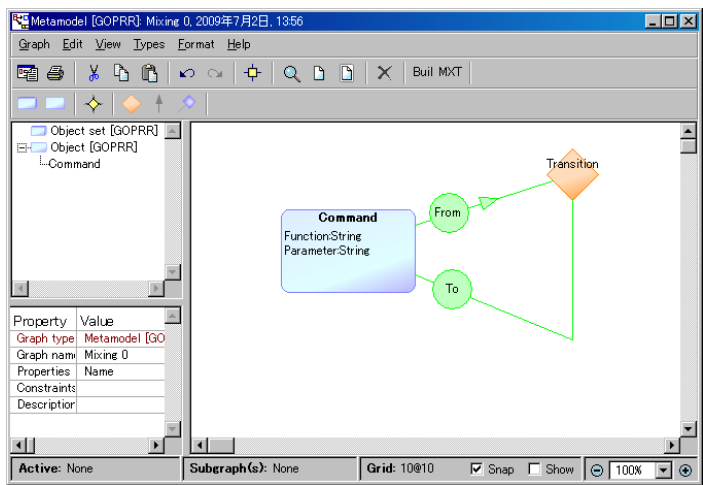 Metamodel [GOPRR]: Mixing 0, 2009年7月2日, 13:56
Graph Edit View Types Format Help
Buil MXT
Object set [GOPRR]
Object [GOPRR]
Command
Transition
From
Command
Function:String
Parameter:String
To
Property Value
Graph type Metamodel [GO
Graph nam Mixing 0
Properties Name
Constraints
Description
Active: None Subgraph(s): None Grid: 10@10 Snap Show 100%